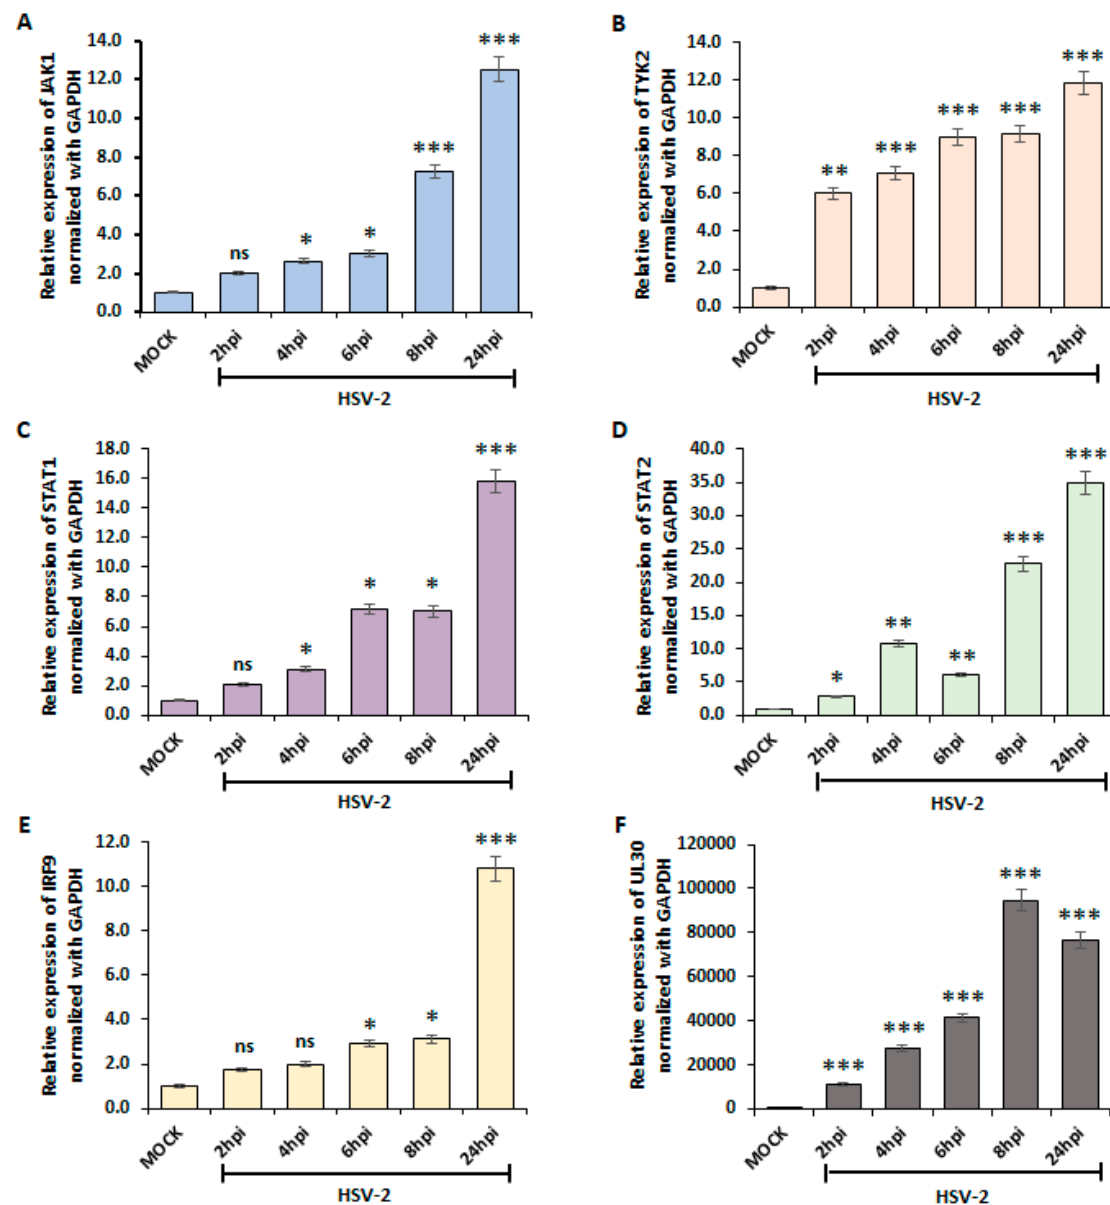 A
Relative expression of JAK1
normalized with GAPDH
14.0
12.0
10.0
8.0
6.0
4.0
2.0
0.0
ns
*
*
***
***
MOCK
2hpi
4hpi
6hpi
8hpi
24hpi
HSV-2
B
Relative expression of TYK2
normalized with GAPDH
14.0
12.0
10.0
8.0
6.0
4.0
2.0
0.0
**
***
***
***
***
MOCK
2hpi
4hpi
6hpi
8hpi
24hpi
HSV-2
C
Relative expression of STAT1
normalized with GAPDH
18.0
16.0
14.0
12.0
10.0
8.0
6.0
4.0
2.0
0.0
ns
*
*
*
***
MOCK
2hpi
4hpi
6hpi
8hpi
24hpi
HSV-2
D
Relative expression of STAT2
normalized with GAPDH
40.0
35.0
30.0
25.0
20.0
15.0
10.0
5.0
0.0
*
**
**
***
***
MOCK
2hpi
4hpi
6hpi
8hpi
24hpi
HSV-2
E
Relative expression of IRF9
normalized with GAPDH
12.0
10.0
8.0
6.0
4.0
2.0
0.0
ns
ns
*
*
***
MOCK
2hpi
4hpi
6hpi
8hpi
24hpi
HSV-2
F
Relative expression of UL30
normalized with GAPDH
120000
100000
80000
60000
40000
20000
0
***
***
***
***
***
MOCK
2hpi
4hpi
6hpi
8hpi
24hpi
HSV-2